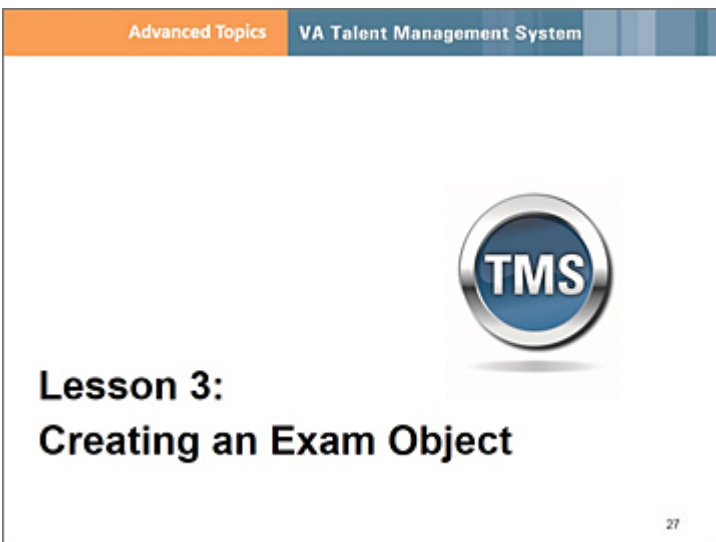 Advanced Topics VA Talent Management System
TMS
Lesson 3:
Creating an Exam Object
27